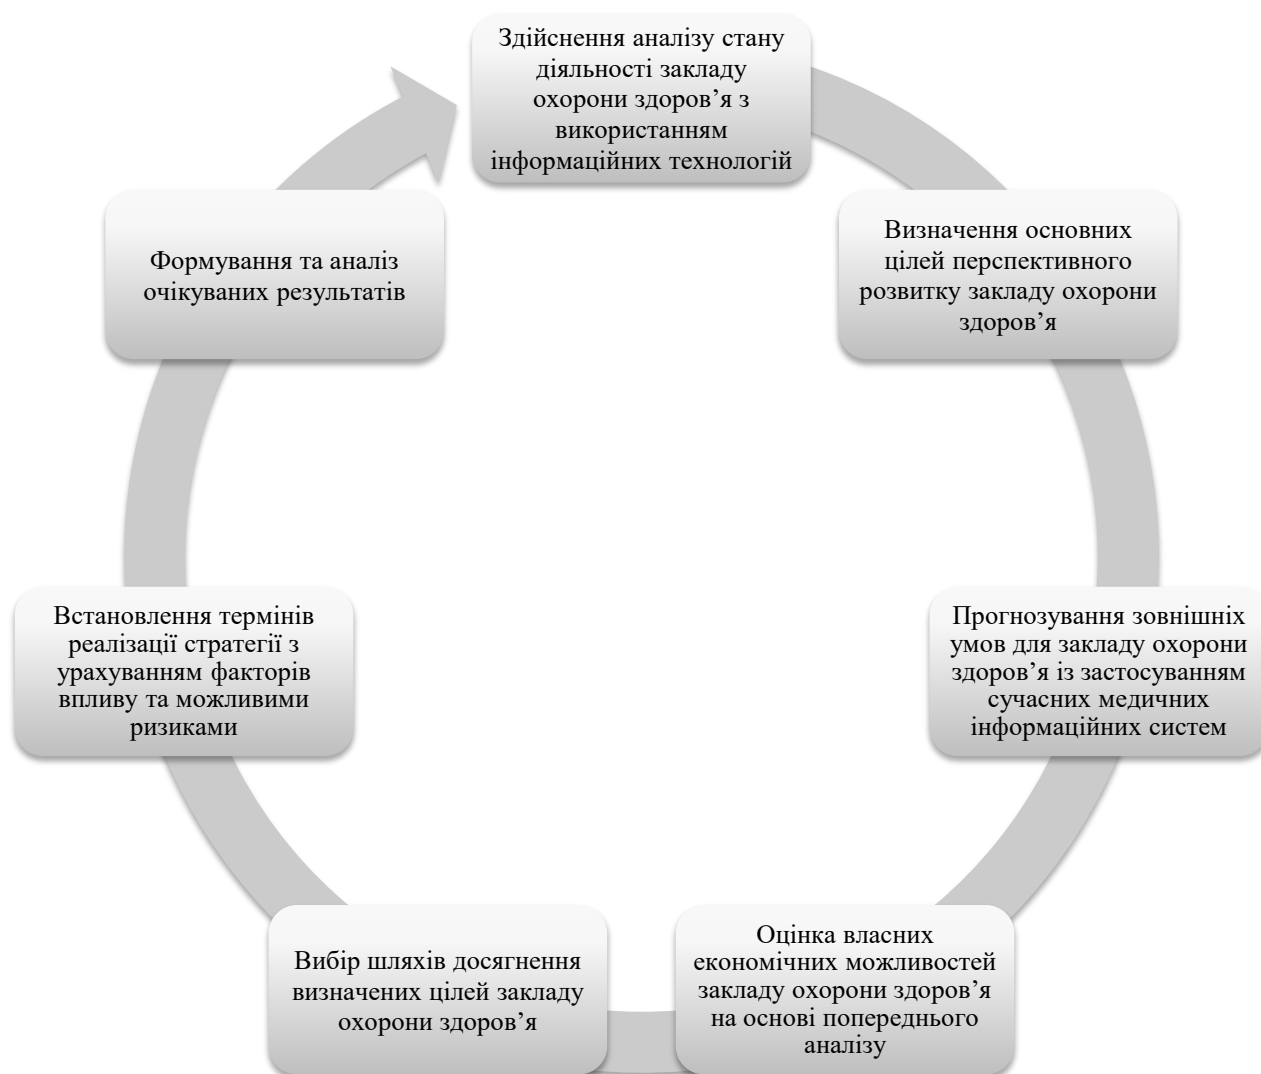 Здійснення аналізу стану
діяльності закладу
охорони здоров’я з
використанням
інформаційних технологій
Визначення основних
цілей перспективного
розвитку закладу охорони
здоров’я
Прогнозування зовнішніх
умов для закладу охорони
здоров’я із застосуванням
сучасних медичних
інформаційних систем
Оцінка власних
економічних можливостей
закладу охорони здоров’я
на основі попереднього
аналізу
Вибір шляхів досягнення
визначених цілей закладу
охорони здоров’я
Встановлення термінів
реалізації стратегії з
урахуванням факторів
впливу та можливими
ризиками
Формування та аналіз
очікуваних результатів